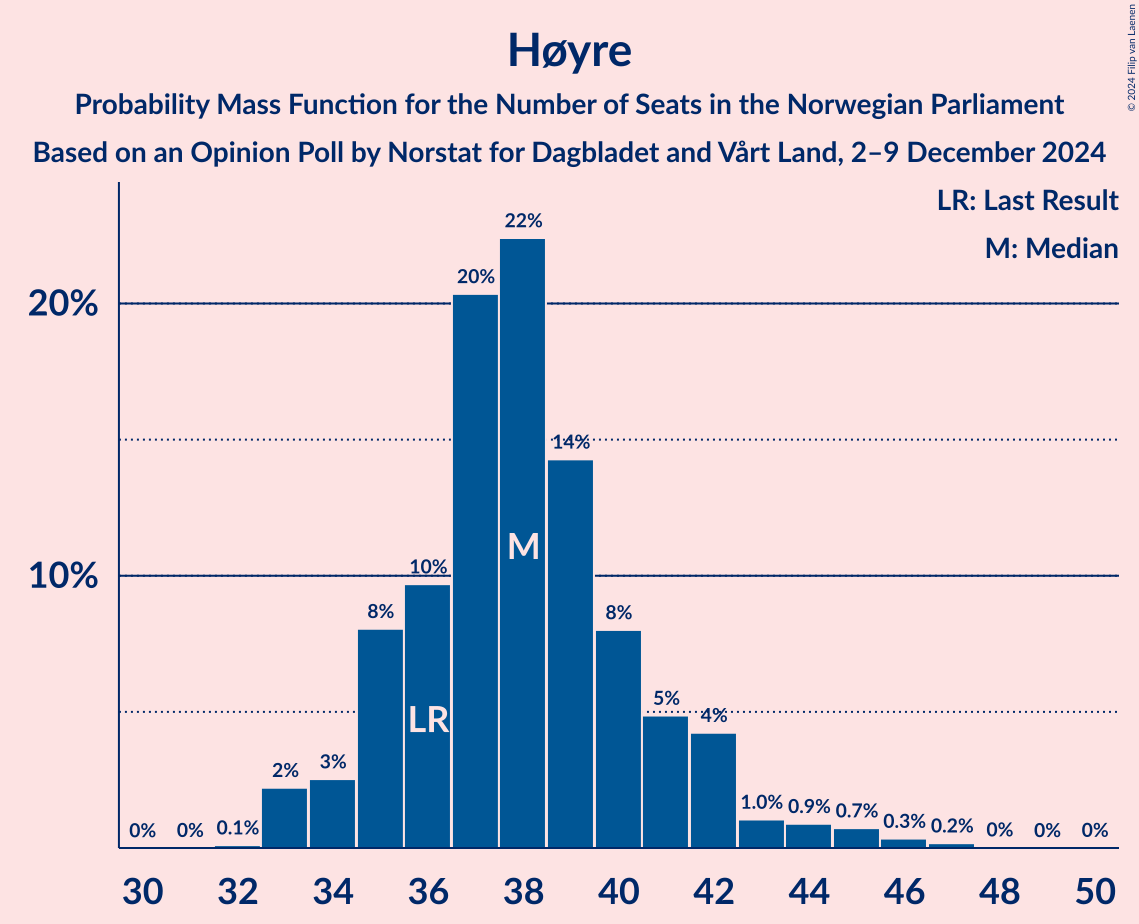 © 2024 Filip van Laenen
Høyre
Probability Mass Function for the Number of Seats in the Norwegian Parliament
Based on an Opinion Poll by Norstat for Dagbladet and Vårt Land, 2–9 December 2024
LR: Last Result
M: Median
20%
10%
0%
0%
0.1%
2%
3%
8%
10%
20%
22%
14%
8%
5%
4%
1.0%
0.9%
0.7%
0.3%
0.2%
0%
0%
0%
LR
M
30 32 34 36 38 40 42 44 46 48 50